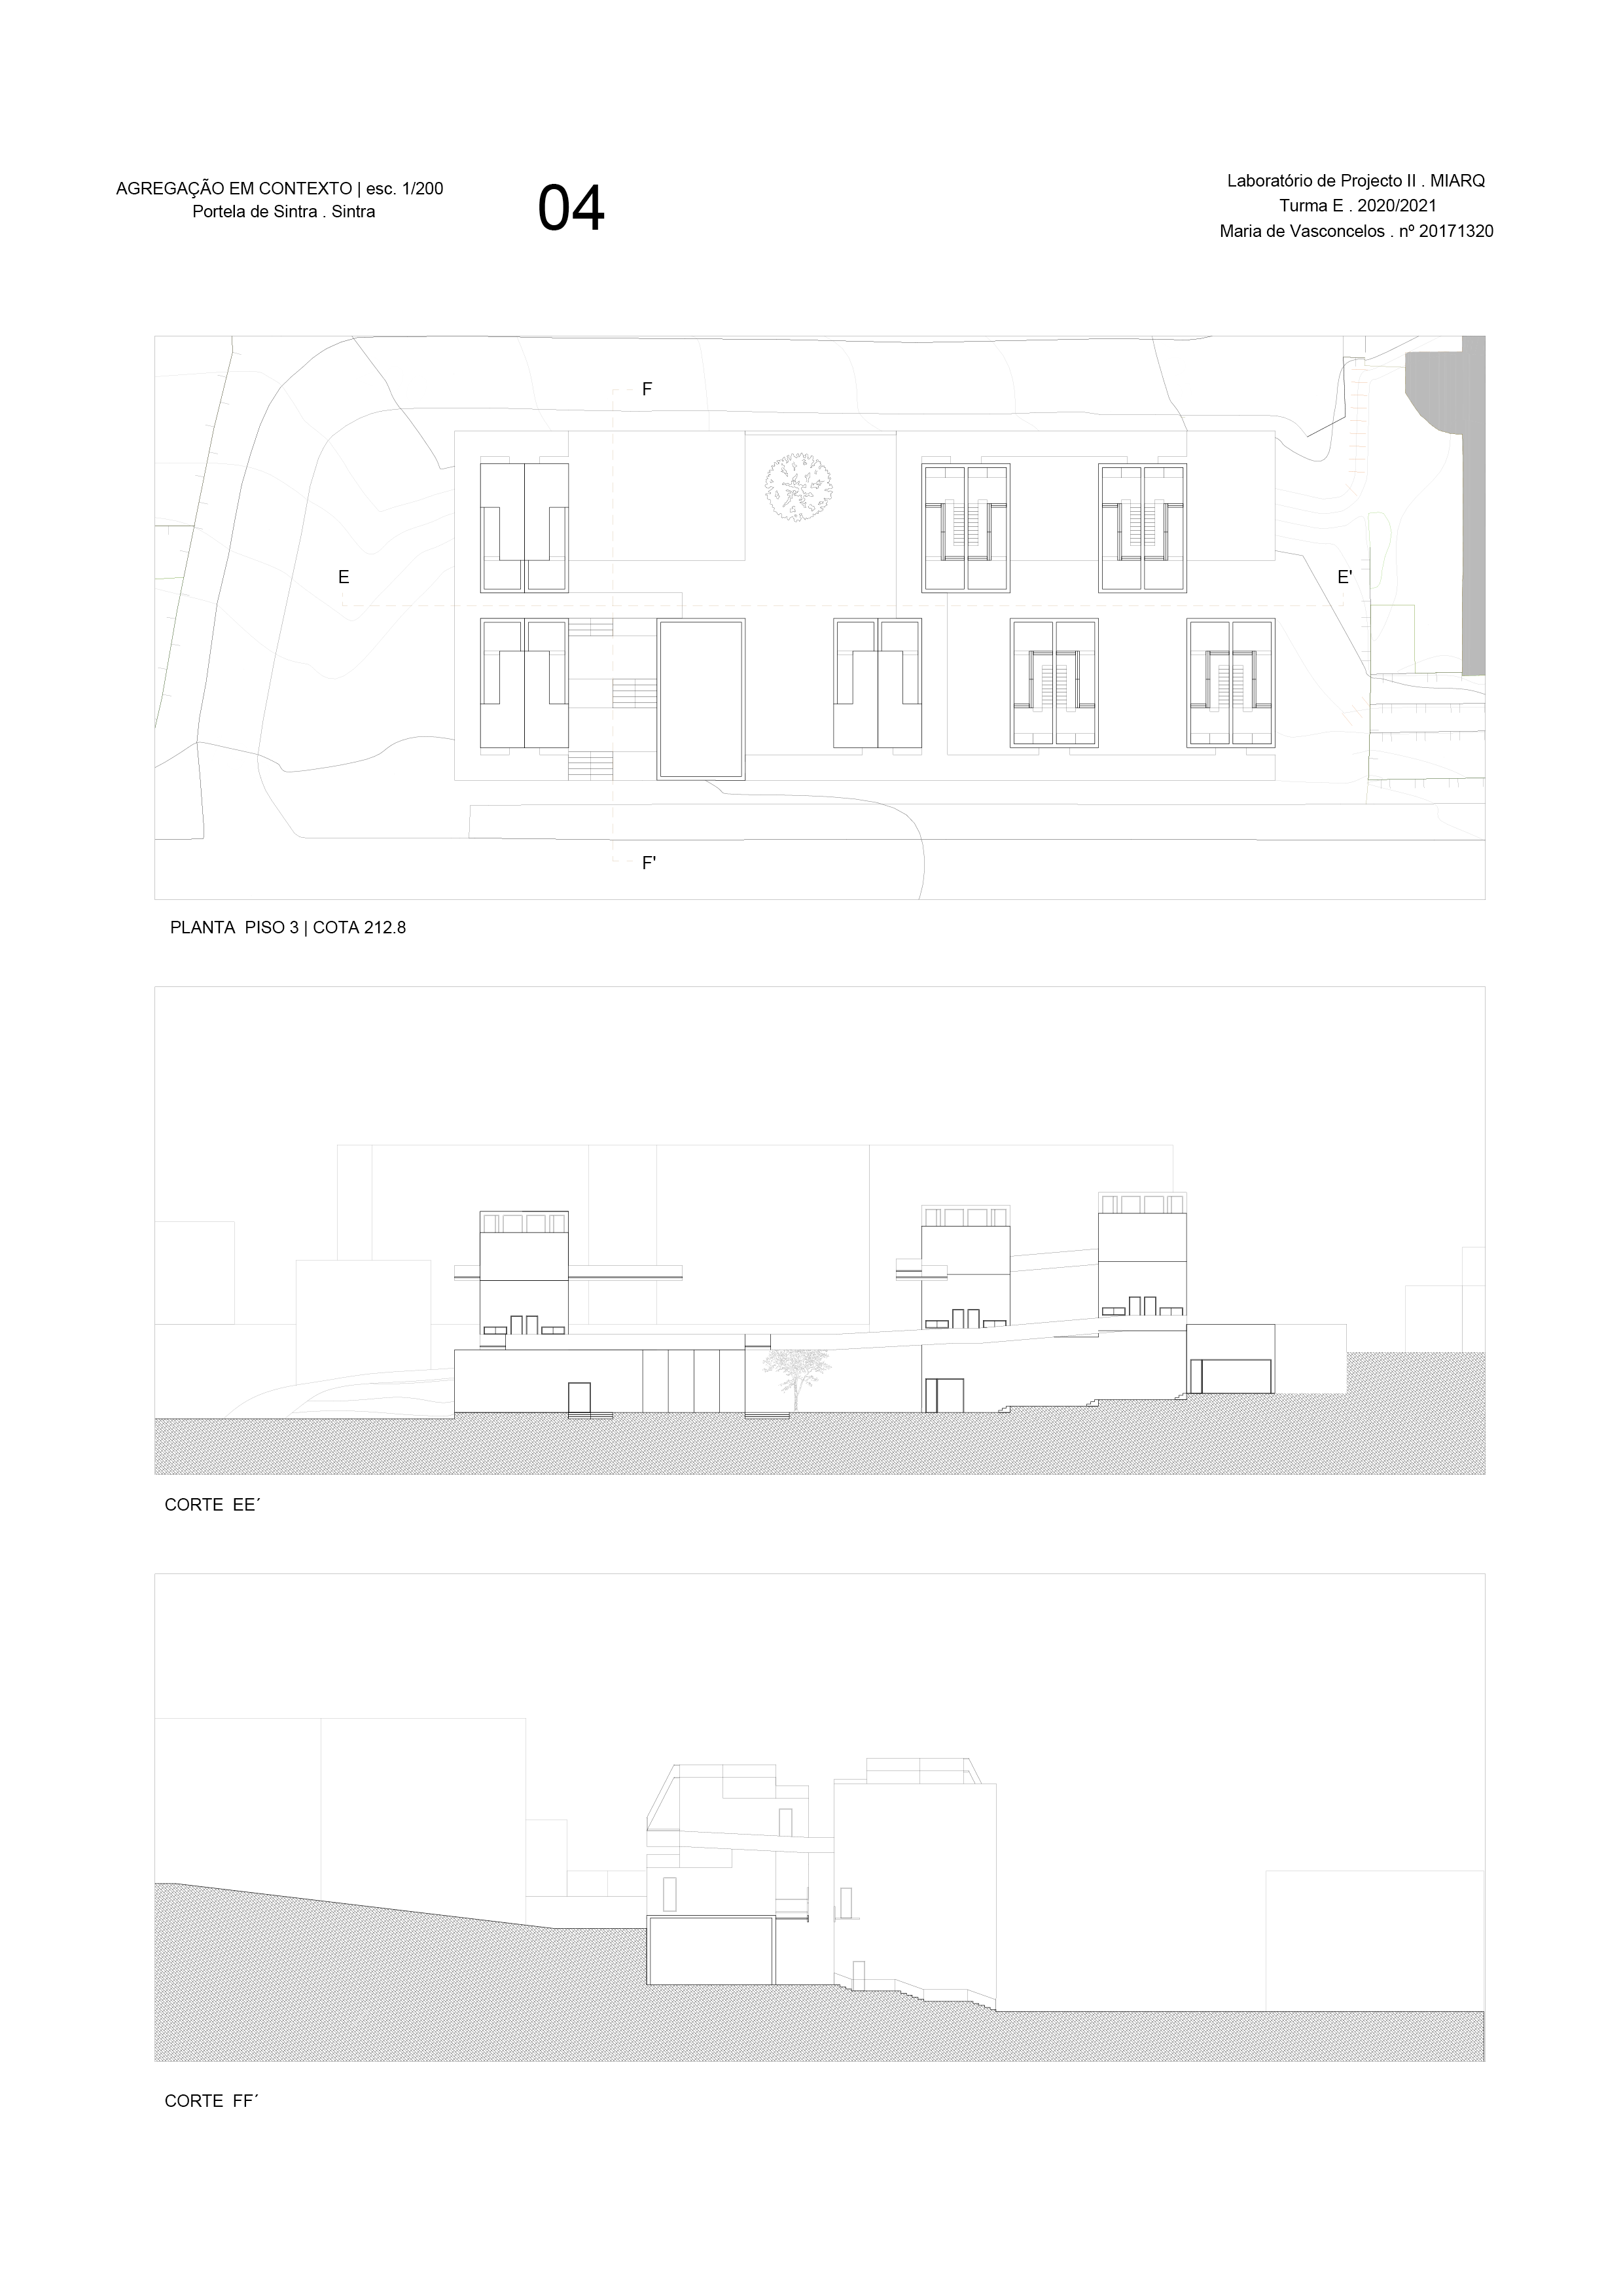 AGREGAÇÃO EM CONTEXTO | esc. 1/200
Portela de Sintra . Sintra
04
Laboratório de Projecto II . MIARQ
Turma E . 2020/2021
Maria de Vasconcelos . nº 20171320
F
E
E'
F'
PLANTA  PISO 3 | COTA 212.8
CORTE  EE´
CORTE  FF´